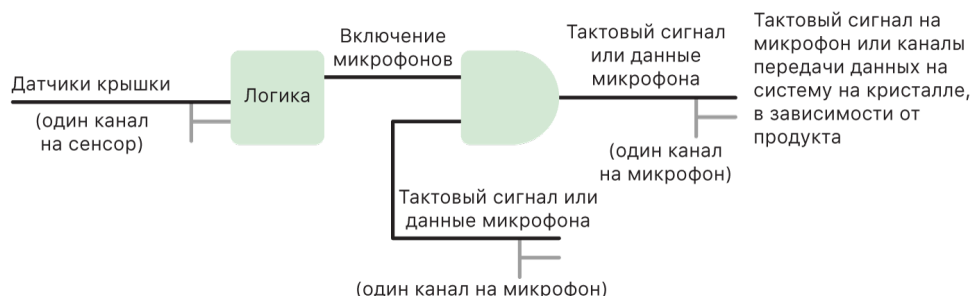 Датчики крышки
(один канал
на сенсор)
Логика
Включение
микрофонов
Тактовый сигнал
или данные
микрофона
(один канал
на микрофон)
Тактовый сигнал на
микрофон или каналы
передачи данных на
систему на кристалле,
в зависимости от
продукта
Тактовый сигнал или
данные микрофона
(один канал на микрофон)